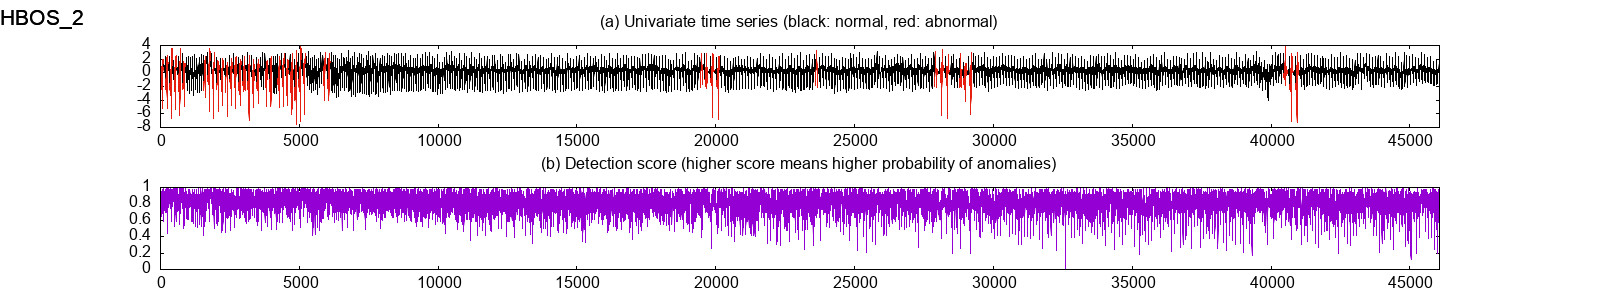 HBOS_2
(a) Univariate time series (black: normal, red: abnormal)
4
2
0
-2
-4
-6
-8
0 5000 10000 15000 20000 25000 30000 35000 40000 45000
(b) Detection score (higher score means higher probability of anomalies)
1
0.8
0.6
0.4
0.2
0
0 5000 10000 15000 20000 25000 30000 35000 40000 45000